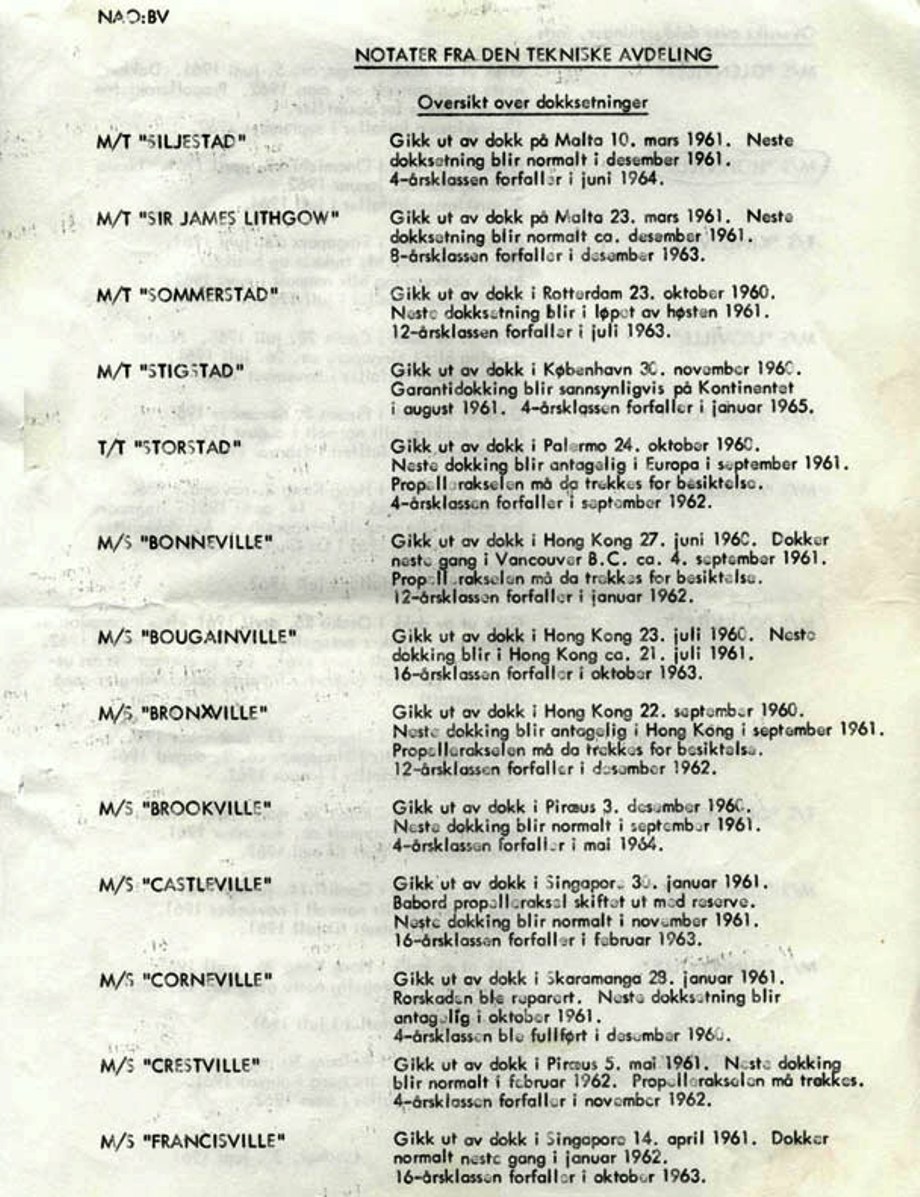 NAO:BV
NOTATER FRA DEN TEKNISKE AVDELING
Oversikt over dokksetninger
M/T "SILJESTAD" Gikk ut av dokk på Malta 10. mars 1961. Neste
dokksetning blir normalt i desember 1961.
4-årsklassen forfaller i juni 1964.
M/T "SIR JAMES LITHGOW" Gikk ut av dokk på Malta 23. mars 1961. Neste
dokksetning blir normalt ca. desember 1961.
8-årsklassen forfaller i desember 1963.
M/T "SOMMERSTAD" Gikk ut av dokk i Rotterdam 23. oktober 1960.
Neste dokksetning blir i løpet av høsten 1961.
12-årsklassen forfaller i juli 1963.
M/T "STIGSTAD" Gikk ut av dokk i København 30. november 1960.
Garantidokking blir sannsynligvis på Kontinentet
i august 1961. 4-årsklassen forfaller i januar 1965.
T/T "STORSTAD" Gikk ut av dokk i Palermo 24. oktober 1960.
Neste dokking blir antagelig i Europa i september 1961.
Propellerakselen må da trekkes for besiktelse.
4-årsklassen forfaller i september 1962.
M/S "BONNEVILLE" Gikk ut av dokk i Hong Kong 27. juni 1960. Dokker
neste gang i Vancouver B.C. ca. 4. september 1961.
Propellerakselen må da trekkes for besiktelse.
12-årsklassen forfaller i januar 1962.
M/S "BOUGAINVILLE" Gikk ut av dokk i Hong Kong 23. juli 1960. Neste
dokking blir i Hong Kong ca. 21. juli 1961.
16-årsklassen forfaller i oktober 1963.
M/S "BRONXVILLE" Gikk ut av dokk i Hong Kong 22. september 1960.
Neste dokking blir antagelig i Hong Kong i september 1961.
Propellerakselen må da trekkes for besiktelse.
12-årsklassen forfaller i desember 1962.
M/S "BROOKVILLE" Gikk ut av dokk i Piræus 3. desember 1960.
Neste dokking blir normalt i september 1961.
4-årsklassen forfaller i mai 1964.
M/S "CASTLEVILLE" Gikk ut av dokk i Singapore 30. januar 1961.
Babord propelleraksel skiftet ut med reserve.
Neste dokking blir normalt i november 1961.
16-årsklassen forfaller i februar 1963.
M/S "CORNEVILLE" Gikk ut av dokk i Skaramanga 28. januar 1961.
Rorskaden ble reparert. Neste dokksetning blir
antagelig i oktober 1961.
4-årsklassen ble fullført i desember 1960.
M/S "CRESTVILLE" Gikk ut av dokk i Piræus 5. mai 1961. Neste dokking
blir normalt i februar 1962. Propellerakselen må trekkes.
4-årsklassen forfaller i november 1962.
M/S "FRANCISVILLE" Gikk ut av dokk i Singapore 14. april 1961. Dokker
normalt neste gang i januar 1962.
16-årsklassen forfaller i oktober 1963.